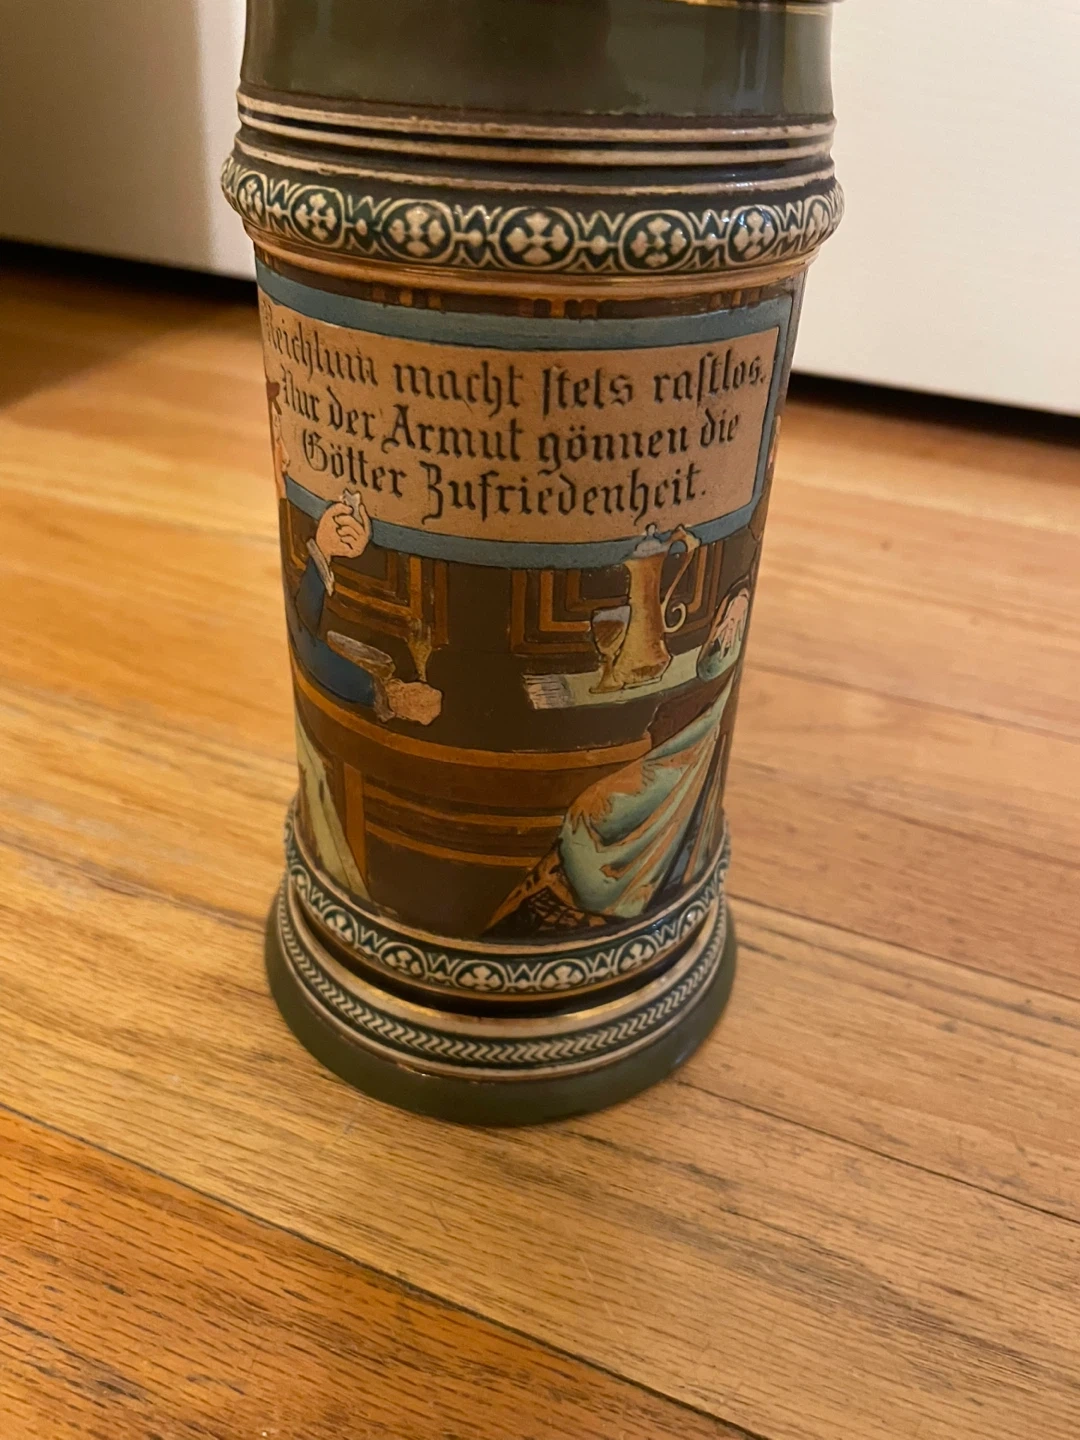 Reichtum macht stets rastlos.
Nur der Armut gönnen die
Götter Zufriedenheit.